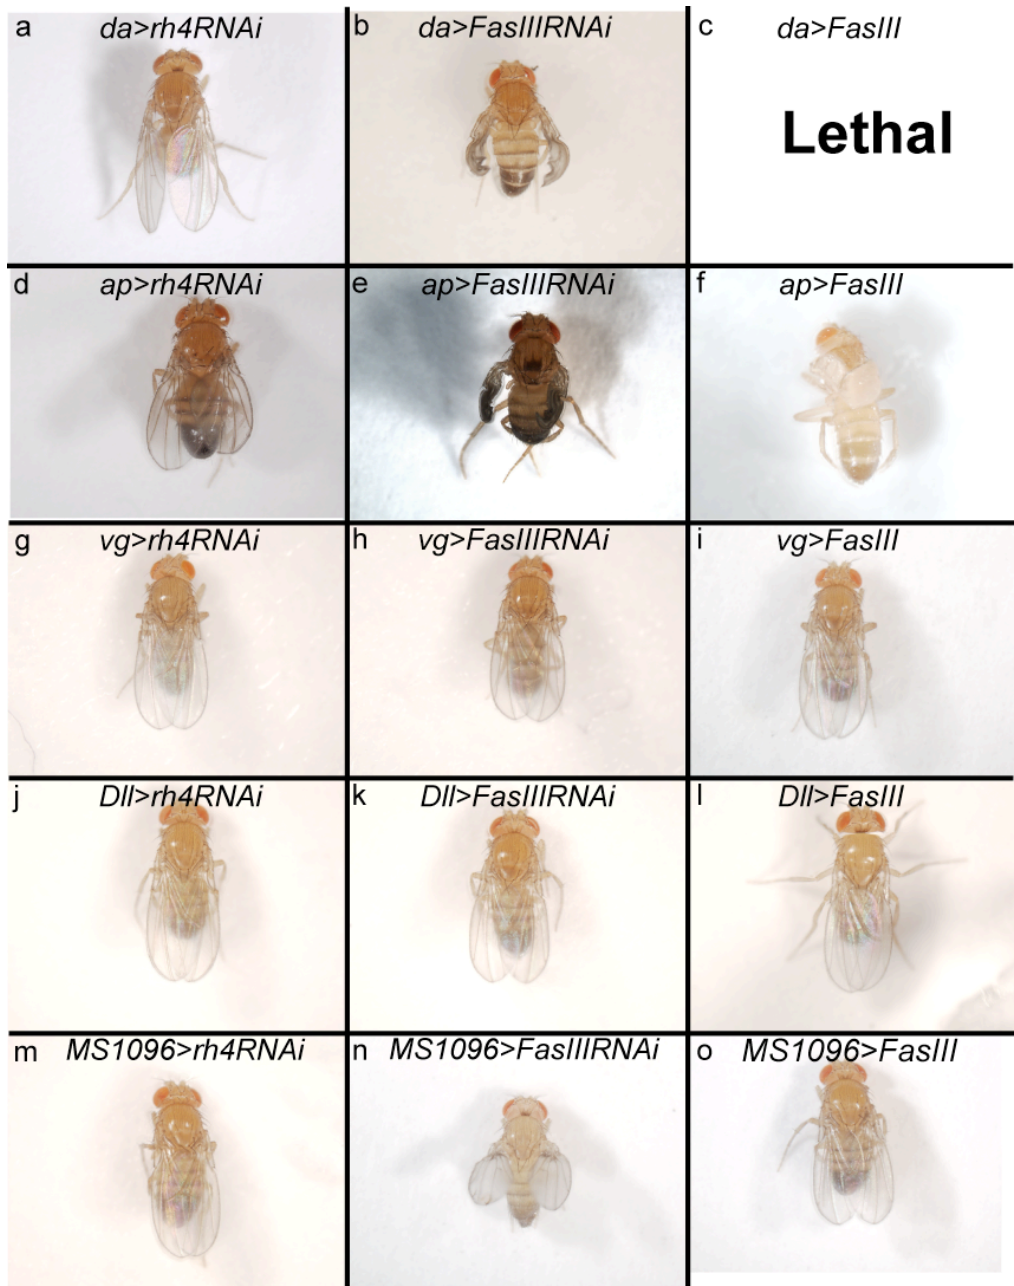 a da>rh4RNAi
b da>FasIIIRNAi
c da>FasIII
Lethal
d ap>rh4RNAi
e ap>FasIIIRNAi
f ap>FasIII
g vg>rh4RNAi
h vg>FasIIIRNAi
i vg>FasIII
j Dll>rh4RNAi
k Dll>FasIIIRNAi
l Dll>FasIII
m MS1096>rh4RNAi
n MS1096>FasIIIRNAi
o MS1096>FasIII